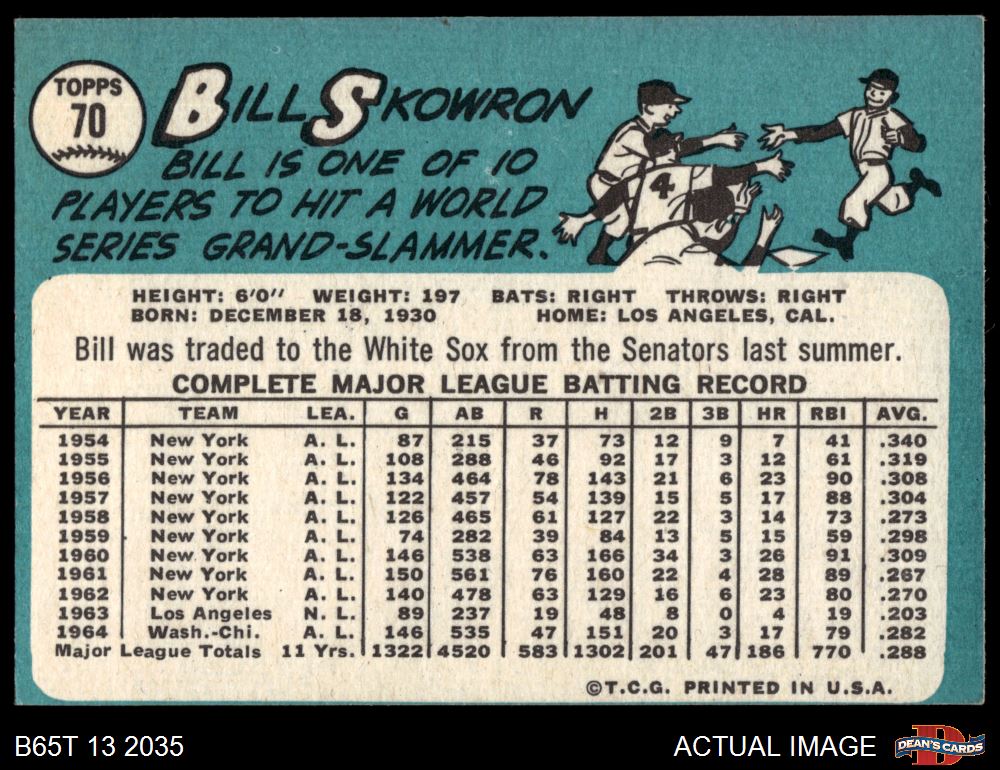 TOPPS
70
BILL SKOWRON
BILL IS ONE OF 10
PLAYERS TO HIT A WORLD
SERIES GRAND-SLAMMER.
4
HEIGHT: 6'0" WEIGHT: 197 BATS: RIGHT THROWS: RIGHT
BORN: DECEMBER 18, 1930 HOME: LOS ANGELES, CAL.
Bill was traded to the White Sox from the Senators last summer.
COMPLETE MAJOR LEAGUE BATTING RECORD
YEAR TEAM LEA. G AB R H 2B 3B HR RBI AVG.
1954 New York A. L. 87 215 37 73 12 9 7 41 .340
1955 New York A. L. 108 288 46 92 17 3 12 61 .319
1956 New York A. L. 134 464 78 143 21 6 23 90 .308
1957 New York A. L. 122 457 54 139 15 5 17 88 .304
1958 New York A. L. 126 465 61 127 22 3 14 73 .273
1959 New York A. L. 74 282 39 84 13 5 15 59 .298
1960 New York A. L. 146 538 63 166 34 3 26 91 .309
1961 New York A. L. 150 561 76 160 22 4 28 89 .267
1962 New York A. L. 140 478 63 129 16 6 23 80 .270
1963 Los Angeles N. L. 89 237 19 48 8 0 4 19 .203
1964 Wash.-Chi. A. L. 146 535 47 151 20 3 17 79 .282
Major League Totals 11 Yrs. 1322 4520 583 1302 201 47 186 770 .288
©T.C.G. PRINTED IN U.S.A.
B65T 13 2035
ACTUAL IMAGE
D
DEAN'S CARDS